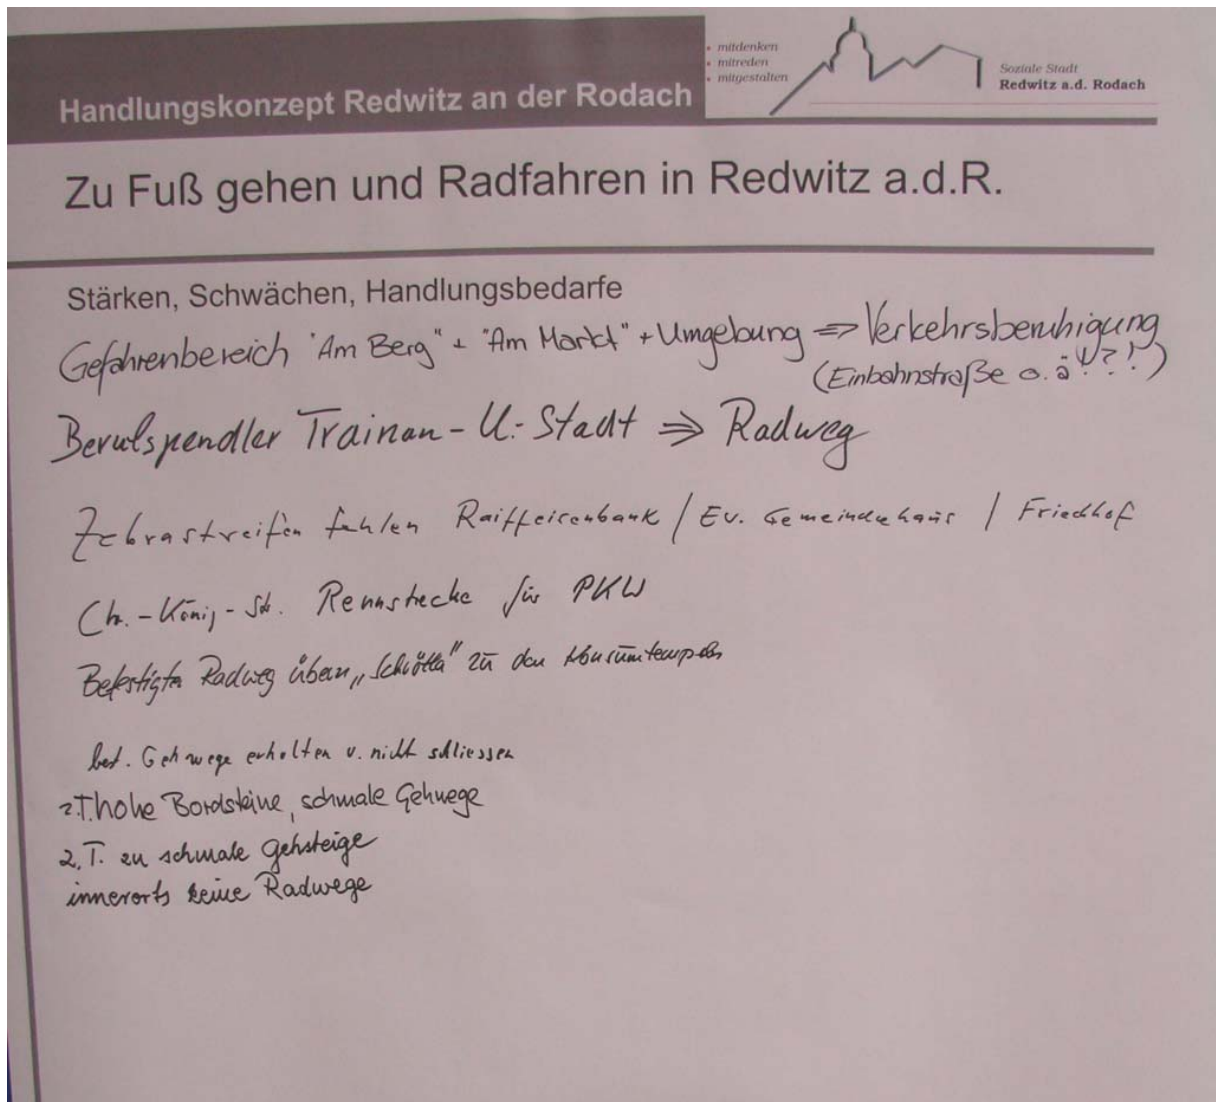 • mitdenken
• mitreden
• mitgestalten
Soziale Stadt
Redwitz a.d. Rodach
Handlungskonzept Redwitz an der Rodach
Zu Fuß gehen und Radfahren in Redwitz a.d.R.
Stärken, Schwächen, Handlungsbedarfe
Gefahrenbereich "Am Berg" + "Am Markt" + Umgebung => Verkehrsberuhigung
(Einbahnstraße o.ä!?!)
Berufspendler Trainau - U.-Stadt => Radweg
Zebrastreifen fehlen Raiffeisenbank / Ev. Gemeindehaus / Friedhof
Ch.-König-Str. Rennstrecke für PKW
Befestigter Radweg übern zu den Konsumtempeln
best. Gehwege erhalten u. nicht schliessen
z.T. hohe Bordsteine, schmale Gehwege
z.T. zu schmale Gehsteige
innerorts keine Radwege